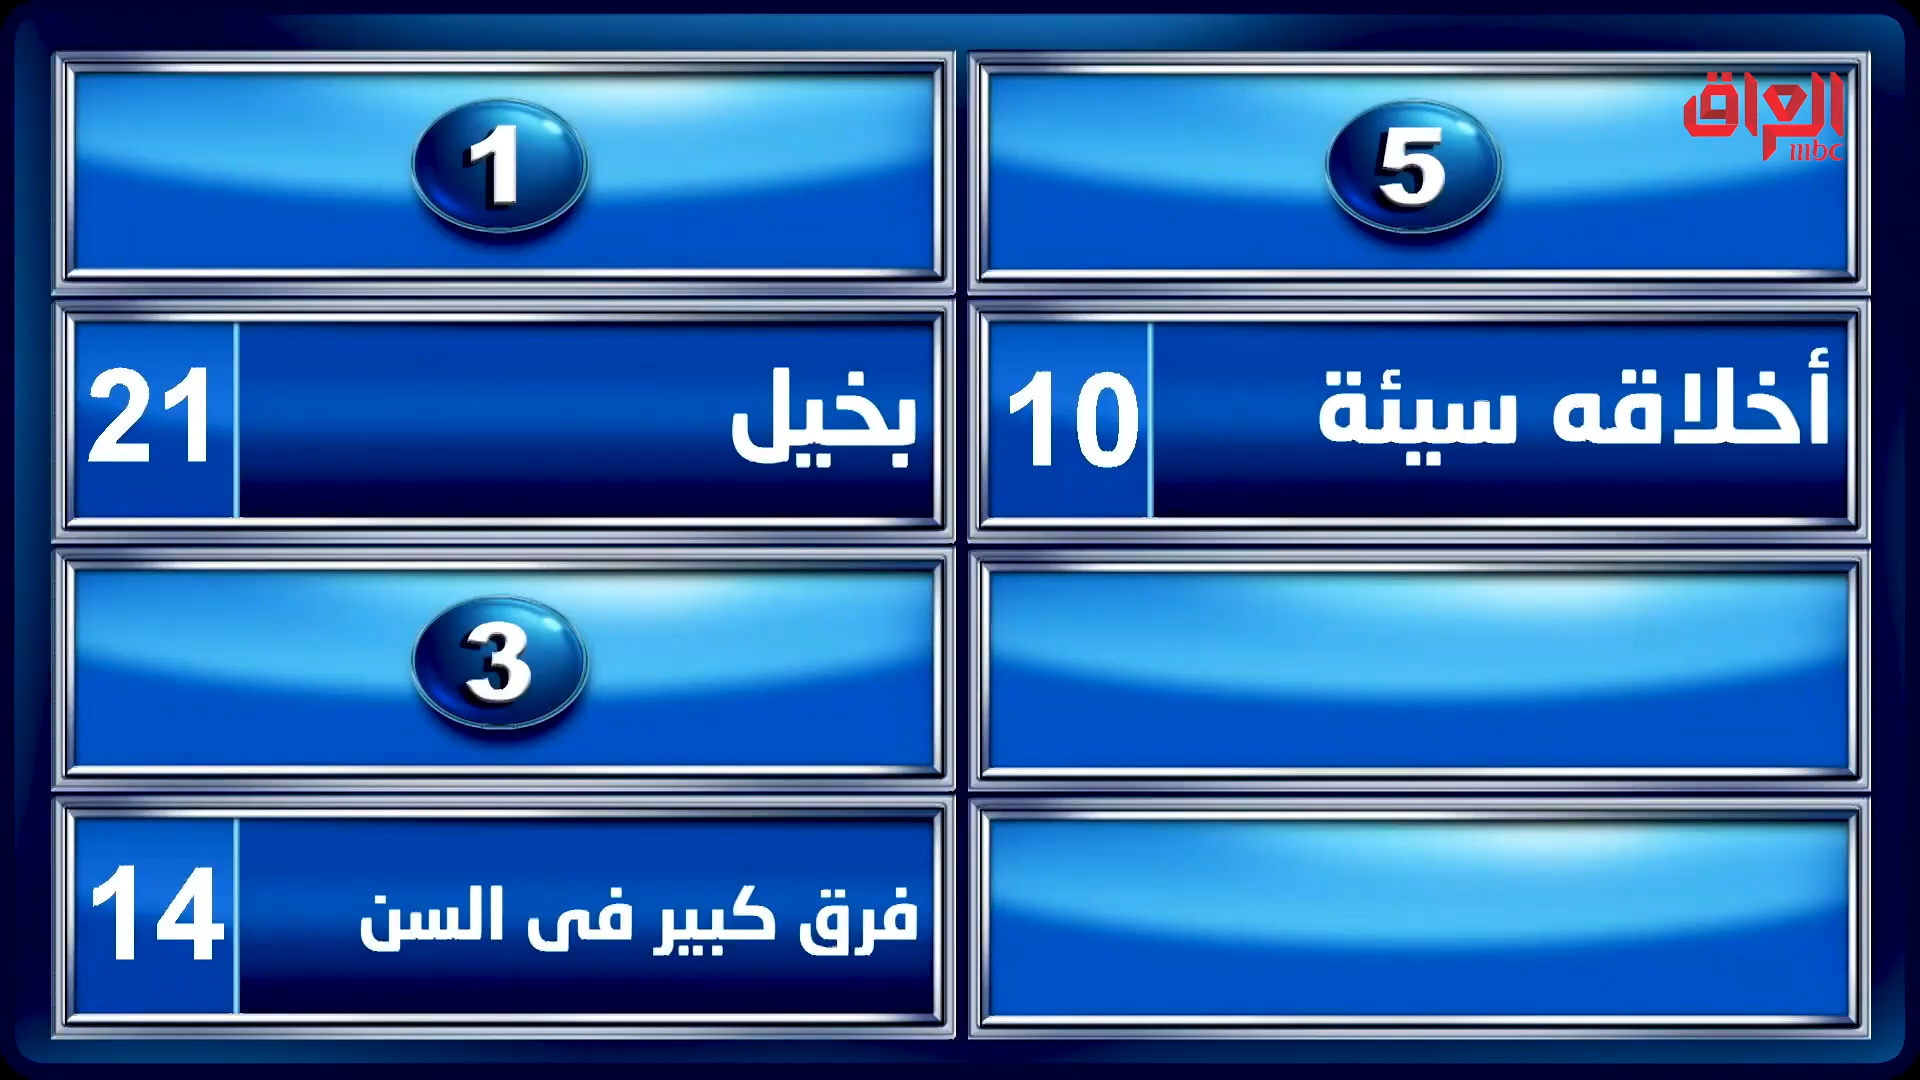 1
بخيل 21
3
فرق كبير فى السن 14
5
أخلاقه سيئة 10
العراق
mbc